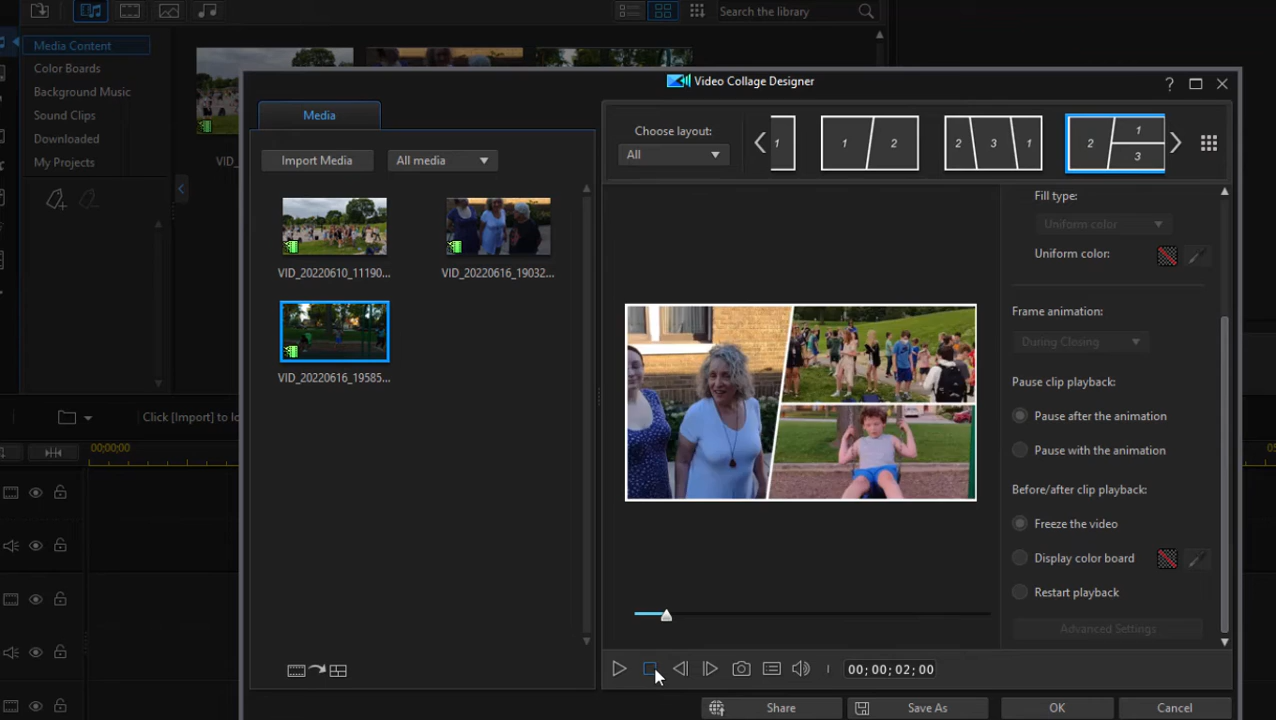 Search the library
Media Content
Color Boards
Background Music
Sound Clips
Downloaded
My Projects
VID_
Click [Import] to lo
00;00;00
Video Collage Designer
?
Media
Import Media
All media
VID_20220610_11190...
VID_20220616_19032...
VID_20220616_19585...
Choose layout:
All
1
1 2
2 3 1
2 1 3
Fill type:
Uniform color
Uniform color:
Frame animation:
During Closing
Pause clip playback:
Pause after the animation
Pause with the animation
Before/after clip playback:
Freeze the video
Display color board
Restart playback
Advanced Settings
00; 00; 02; 00
Share
Save As
OK
Cancel